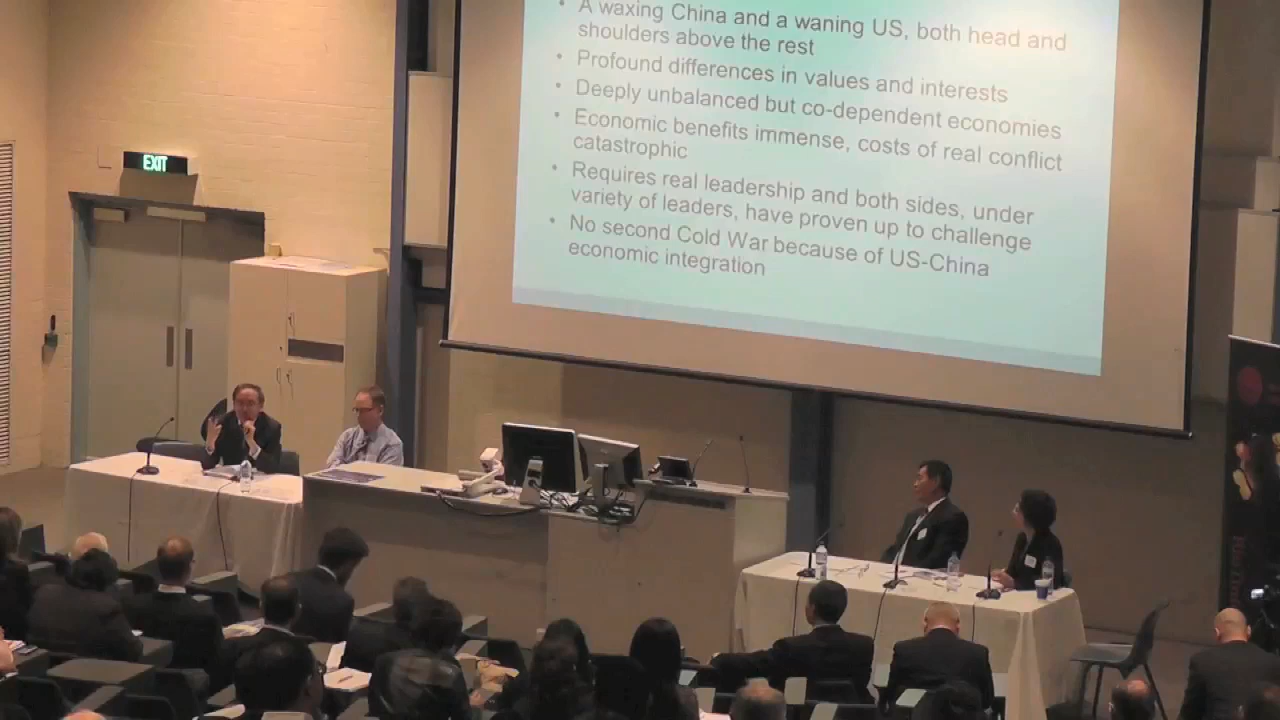 • A waxing China and a waning US, both head and
shoulders above the rest
• Profound differences in values and interests
• Deeply unbalanced but co-dependent economies
• Economic benefits immense, costs of real conflict
catastrophic
• Requires real leadership and both sides, under
variety of leaders, have proven up to challenge
• No second Cold War because of US-China
economic integration
EXIT